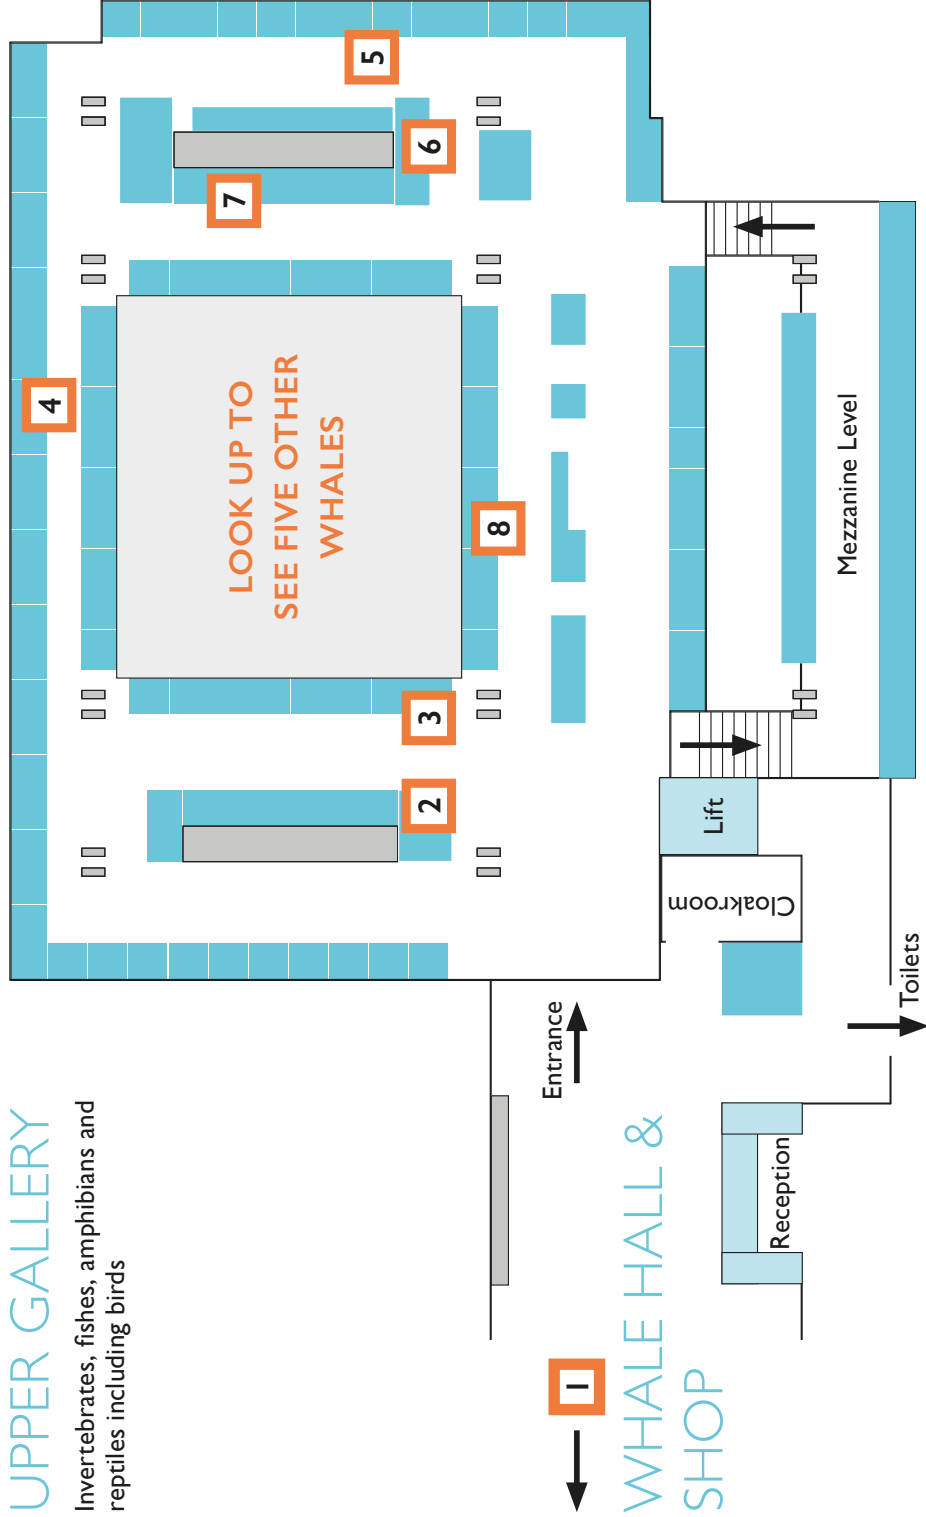 UPPER GALLERY
Invertebrates, fishes, amphibians and
reptiles including birds
4
5
7
6
LOOK UP TO
SEE FIVE OTHER
WHALES
8
3
2
Mezzanine Level
Lift
Cloakroom
Entrance
Toilets
Reception
1
WHALE HALL &
SHOP